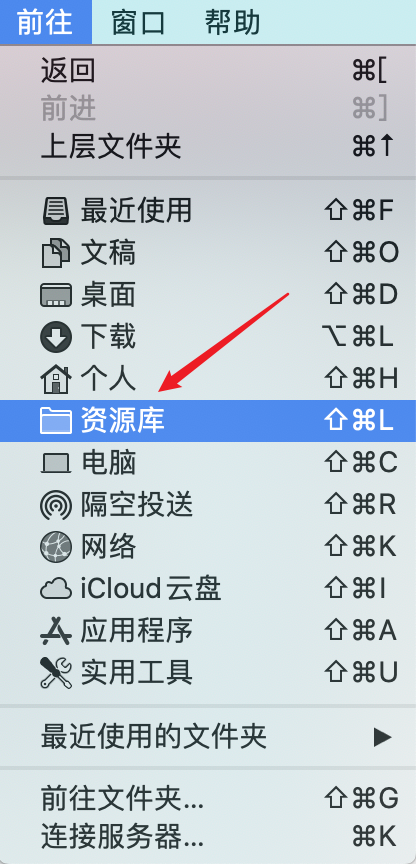 前往 窗口 帮助
返回 ⌘[
前进 ⌘]
上层文件夹 ⌘↑
最近使用 ⇧⌘F
文稿 ⇧⌘O
桌面 ⇧⌘D
下载 ⌥⌘L
个人 ⇧⌘H
资源库 ⇧⌘L
电脑 ⇧⌘C
隔空投送 ⇧⌘R
网络 ⇧⌘K
iCloud云盘 ⇧⌘I
应用程序 ⇧⌘A
实用工具 ⇧⌘U
最近使用的文件夹 ▶
前往文件夹... ⇧⌘G
连接服务器... ⌘K